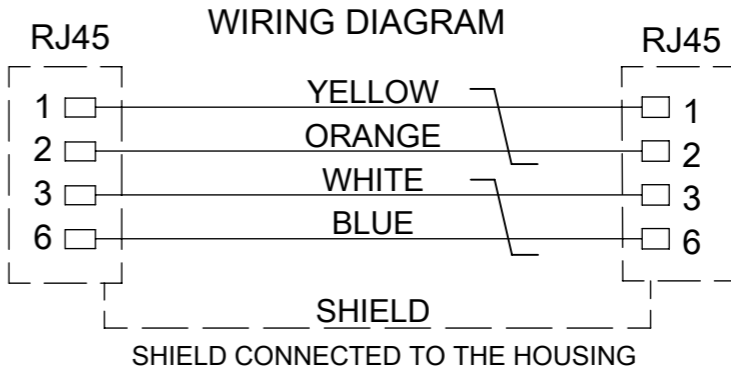 WIRING DIAGRAM
RJ45 RJ45
1 YELLOW 1
2 ORANGE 2
3 WHITE 3
6 BLUE 6
SHIELD
SHIELD CONNECTED TO THE HOUSING